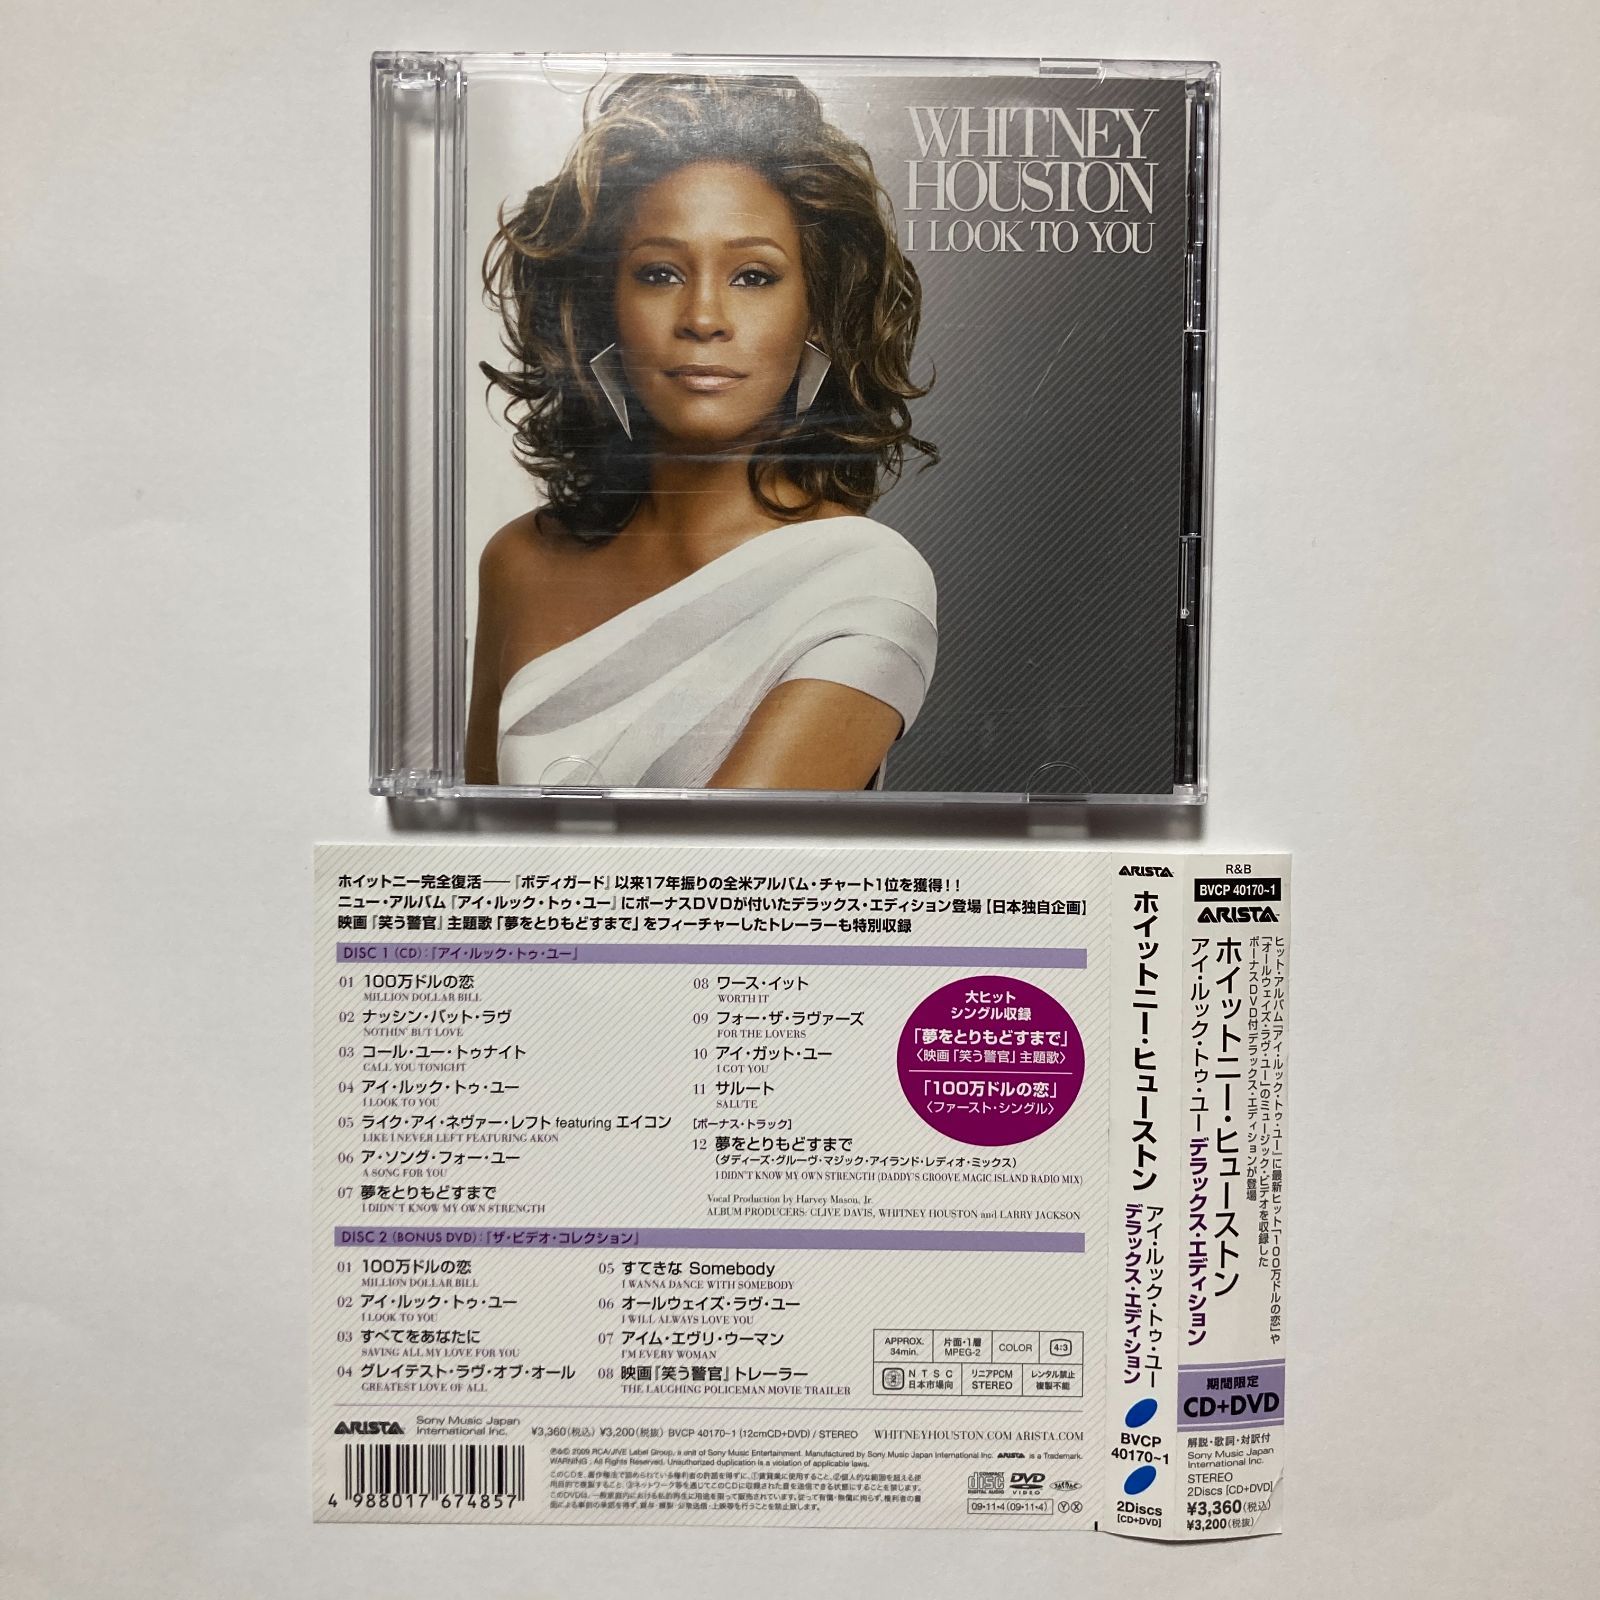 WHITNEY
HOUSTON
I LOOK TO YOU
ホイットニー完全復活──『ボディガード』以来17年振りの全米アルバム・チャート1位を獲得!!
ニュー・アルバム『アイ・ルック・トゥ・ユー』にボーナスDVDが付いたデラックス・エディション登場【日本独自企画】
映画『笑う警官』主題歌「夢をとりもどすまで」をフィーチャーしたトレーラーも特別収録
DISC 1 (CD):『アイ・ルック・トゥ・ユー』
01 100万ドルの恋
MILLION DOLLAR BILL
02 ナッシン・バット・ラヴ
NOTHIN' BUT LOVE
03 コール・ユー・トゥナイト
CALL YOU TONIGHT
04 アイ・ルック・トゥ・ユー
I LOOK TO YOU
05 ライク・アイ・ネヴァー・レフト featuring エイコン
LIKE I NEVER LEFT FEATURING AKON
06 ア・ソング・フォー・ユー
A SONG FOR YOU
07 夢をとりもどすまで
I DIDN'T KNOW MY OWN STRENGTH
08 ワース・イット
WORTH IT
09 フォー・ザ・ラヴァーズ
FOR THE LOVERS
10 アイ・ガット・ユー
I GOT YOU
11 サルート
SALUTE
[ボーナス・トラック]
12 夢をとりもどすまで
(ダディーズ・グルーヴ・マジック・アイランド・レディオ・ミックス)
I DIDN'T KNOW MY OWN STRENGTH (DADDY'S GROOVE MAGIC ISLAND RADIO MIX)
Vocal Production by Harvey Mason, Jr.
ALBUM PRODUCERS: CLIVE DAVIS, WHITNEY HOUSTON and LARRY JACKSON
大ヒット
シングル収録
「夢をとりもどすまで」
〈映画「笑う警官」主題歌〉
「100万ドルの恋」
〈ファースト・シングル〉
DISC 2 (BONUS DVD):『ザ・ビデオ・コレクション』
01 100万ドルの恋
MILLION DOLLAR BILL
02 アイ・ルック・トゥ・ユー
I LOOK TO YOU
03 すべてをあなたに
SAVING ALL MY LOVE FOR YOU
04 グレイテスト・ラヴ・オブ・オール
GREATEST LOVE OF ALL
05 すてきな Somebody
I WANNA DANCE WITH SOMEBODY
06 オールウェイズ・ラヴ・ユー
I WILL ALWAYS LOVE YOU
07 アイム・エヴリ・ウーマン
I'M EVERY WOMAN
08 映画『笑う警官』トレーラー
THE LAUGHING POLICEMAN MOVIE TRAILER
APPROX. 34min.
片面・1層 MPEG-2
COLOR
4:3
2 NTSC 日本市場向
リニアPCM STEREO
レンタル禁止 複製不能
ARISTA Sony Music Japan International Inc.
¥3,360(税込) ¥3,200(税抜) BVCP 40170~1 (12cmCD+DVD) / STEREO
WHITNEYHOUSTON.COM ARISTA.COM
℗&© 2009 RCA/JIVE Label Group, a unit of Sony Music Entertainment. Manufactured by Sony Music Japan International Inc. ARISTA is a Trademark.
WARNING : All Rights Reserved. Unauthorized duplication is a violation of applicable laws.
4 988017 674857
COMPACT disc DIGITAL AUDIO
DVD VIDEO
09・11・4 (09・11・4) Ⓨ Ⓧ
ARISTA
ホイットニー・ヒューストン
アイ・ルック・トゥ・ユー
デラックス・エディション
BVCP
40170~1
2Discs
[CD+DVD]
R&B
BVCP 40170~1
ARISTA
ホイットニー・ヒューストン
アイ・ルック・トゥ・ユー デラックス・エディション
ヒット・アルバム「アイ・ルック・トゥ・ユー」に最新ヒット「100万ドルの恋」や
「オールウェイズ・ラヴ・ユー」のミュージック・ビデオを収録した
ボーナスDVD付デラックス・エディションが登場
期間限定
CD+DVD
解説・歌詞・対訳付
Sony Music Japan
International Inc.
STEREO
2Discs [CD+DVD]
¥3,360(税込)
¥3,200(税抜)